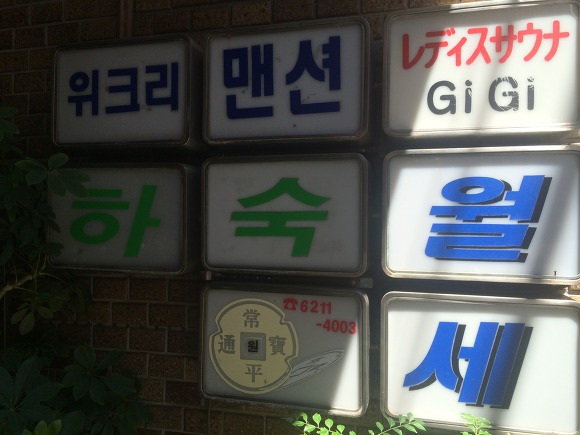 위크리
맨션
レディスサウナ
GiGi
하
숙
월
세
☎6211
-4003
常
通 월 寶
平